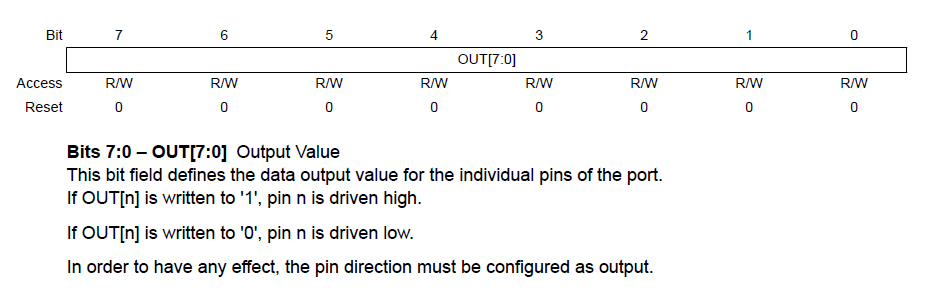 Bit 7 6 5 4 3 2 1 0
OUT[7:0]
Access R/W R/W R/W R/W R/W R/W R/W R/W
Reset 0 0 0 0 0 0 0 0
Bits 7:0 – OUT[7:0] Output Value
This bit field defines the data output value for the individual pins of the port.
If OUT[n] is written to '1', pin n is driven high.
If OUT[n] is written to '0', pin n is driven low.
In order to have any effect, the pin direction must be configured as output.